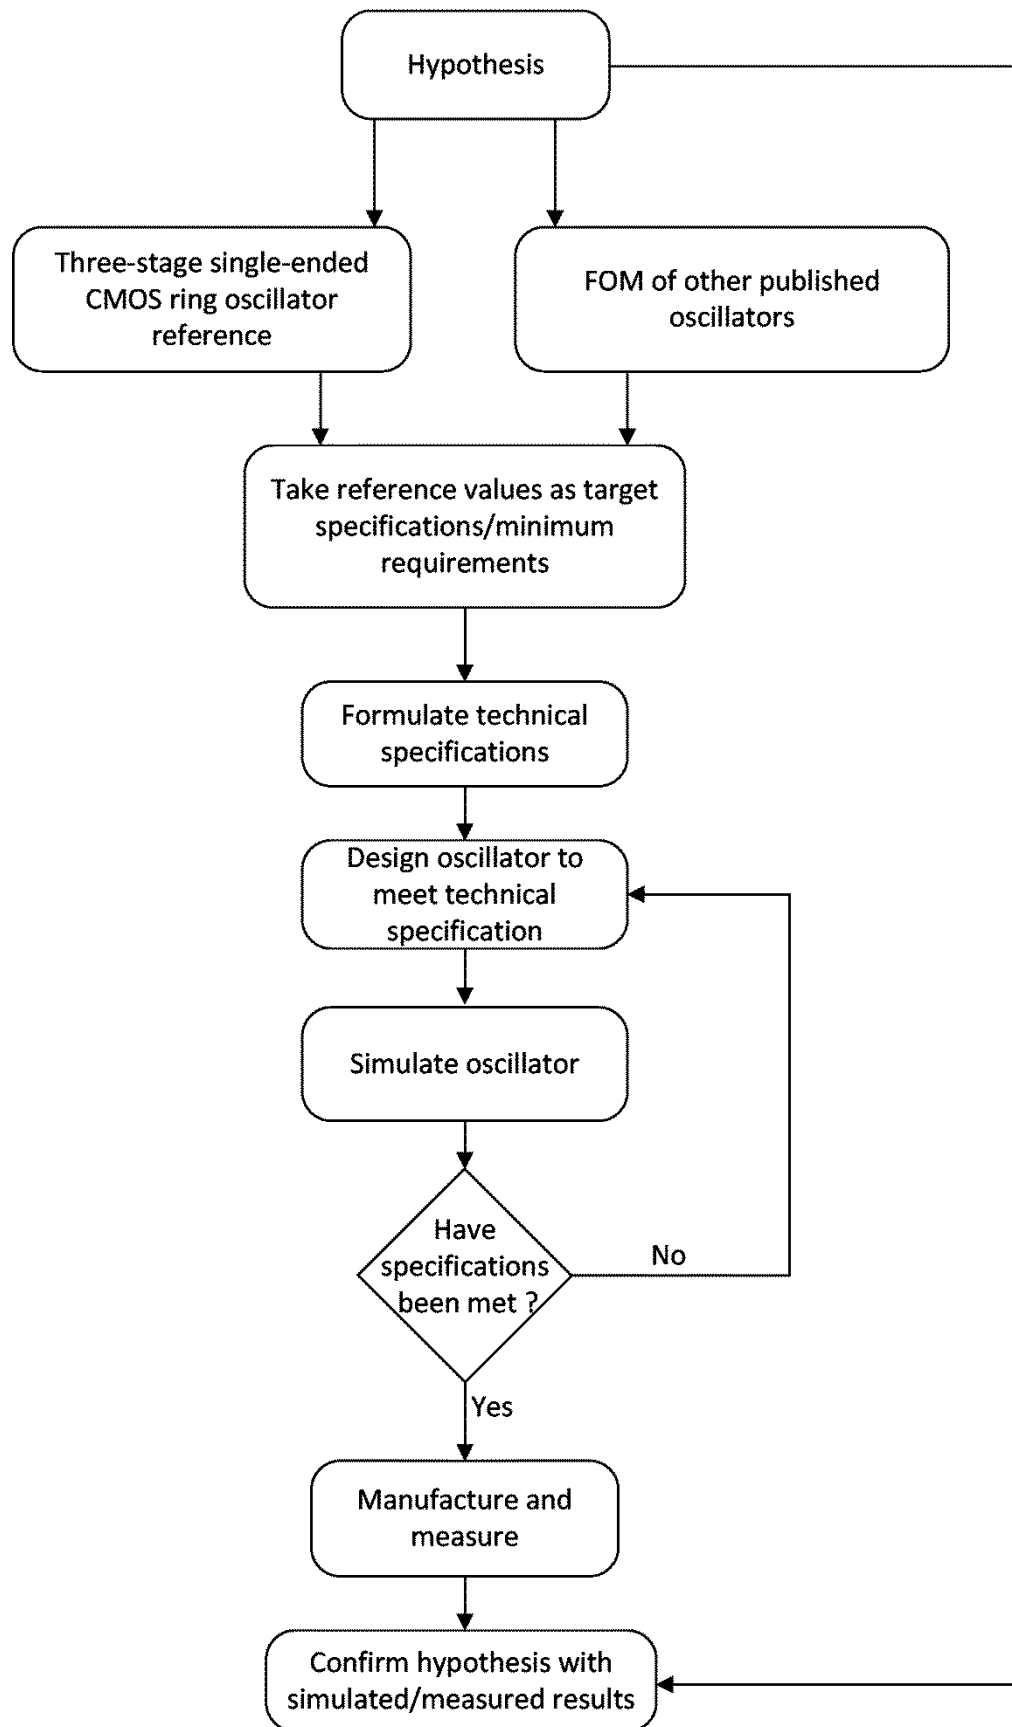 Hypothesis
Three-stage single-ended
CMOS ring oscillator
reference
FOM of other published
oscillators
Take reference values as target
specifications/minimum
requirements
Formulate technical
specifications
Design oscillator to
meet technical
specification
Simulate oscillator
Have
specifications
been met ?
No
Yes
Manufacture and
measure
Confirm hypothesis with
simulated/measured results